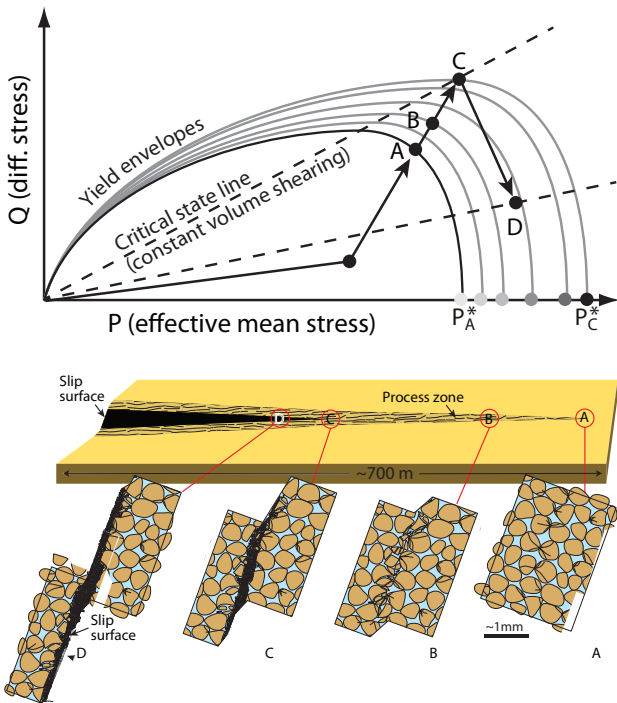 Q (diff. stress)
C
B
A
D
Yield envelopes
Critical state line
(constant volume shearing)
P (effective mean stress)
P*A
P*C
Slip
surface
Process zone
D
C
B
A
~700 m
Slip
surface
D
C
B
~1mm
A